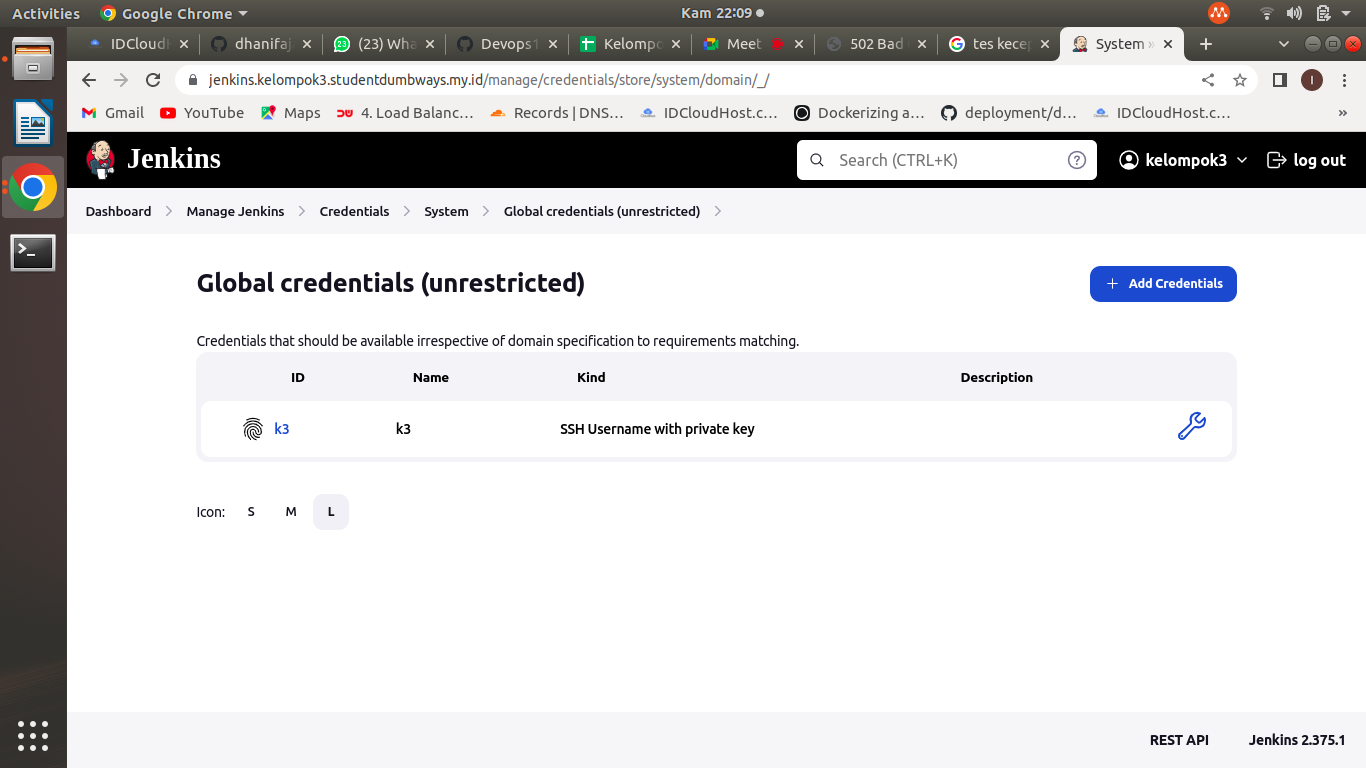 Activities Google Chrome Kam 22:09
IDCloudH dhanifaj (23) Wha Devops1 Kelompo Meet 502 Bad tes kecep System »
jenkins.kelompok3.studentdumbways.my.id/manage/credentials/store/system/domain/_/ I
Gmail YouTube Maps 4. Load Balanc... Records | DNS... IDCloudHost.c... Dockerizing a... deployment/d... IDCloudHost.c... »
Jenkins Search (CTRL+K) kelompok3 log out
Dashboard Manage Jenkins Credentials System Global credentials (unrestricted)
Global credentials (unrestricted)
+ Add Credentials
Credentials that should be available irrespective of domain specification to requirements matching.
ID Name Kind Description
k3 k3 SSH Username with private key
Icon: S M L
REST API Jenkins 2.375.1